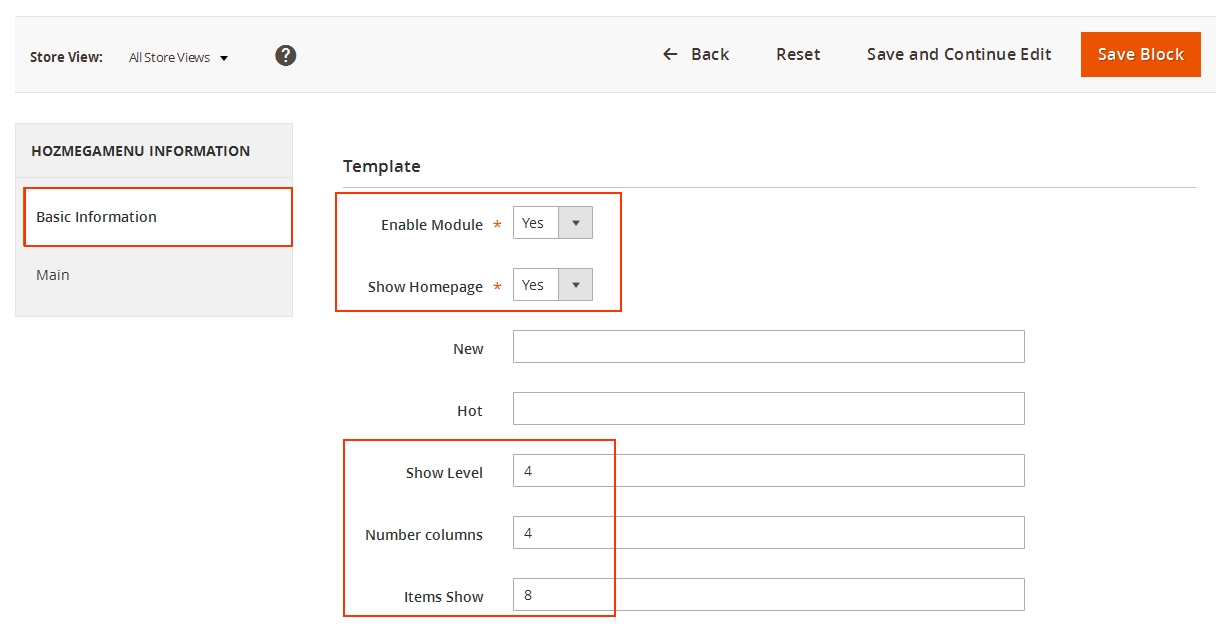 Store View: All Store Views ? ← Back Reset Save and Continue Edit Save Block
HOZMEGAMENU INFORMATION
Basic Information
Main
Template
Enable Module * Yes
Show Homepage * Yes
New
Hot
Show Level 4
Number columns 4
Items Show 8